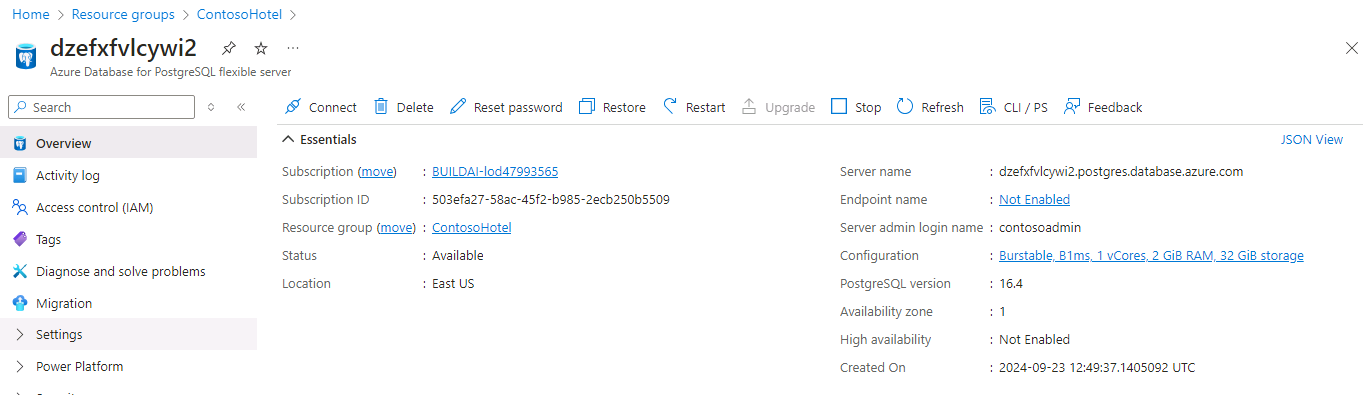 Home > Resource groups > ContosoHotel >
dzefxfvlcywi2 ...
Azure Database for PostgreSQL flexible server
Search
Overview
Activity log
Access control (IAM)
Tags
Diagnose and solve problems
Migration
Settings
Power Platform
Connect Delete Reset password Restore Restart Upgrade Stop Refresh CLI / PS Feedback
Essentials JSON View
Subscription (move) : BUILDAI-lod47993565
Subscription ID : 503efa27-58ac-45f2-b985-2ecb250b5509
Resource group (move) : ContosoHotel
Status : Available
Location : East US
Server name : dzefxfvlcywi2.postgres.database.azure.com
Endpoint name : Not Enabled
Server admin login name : contosoadmin
Configuration : Burstable, B1ms, 1 vCores, 2 GiB RAM, 32 GiB storage
PostgreSQL version : 16.4
Availability zone : 1
High availability : Not Enabled
Created On : 2024-09-23 12:49:37.1405092 UTC